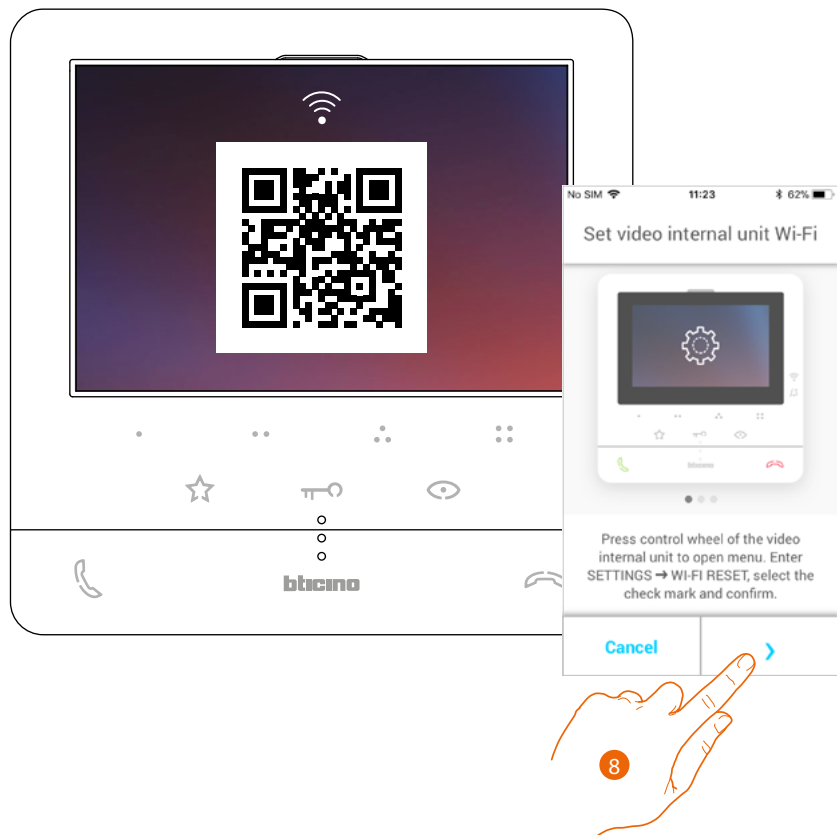 No SIM 11:23 62%
Set video internal unit Wi-Fi
bticino
Press control wheel of the video
internal unit to open menu. Enter
SETTINGS → WI-FI RESET, select the
check mark and confirm.
bticino
Cancel
8